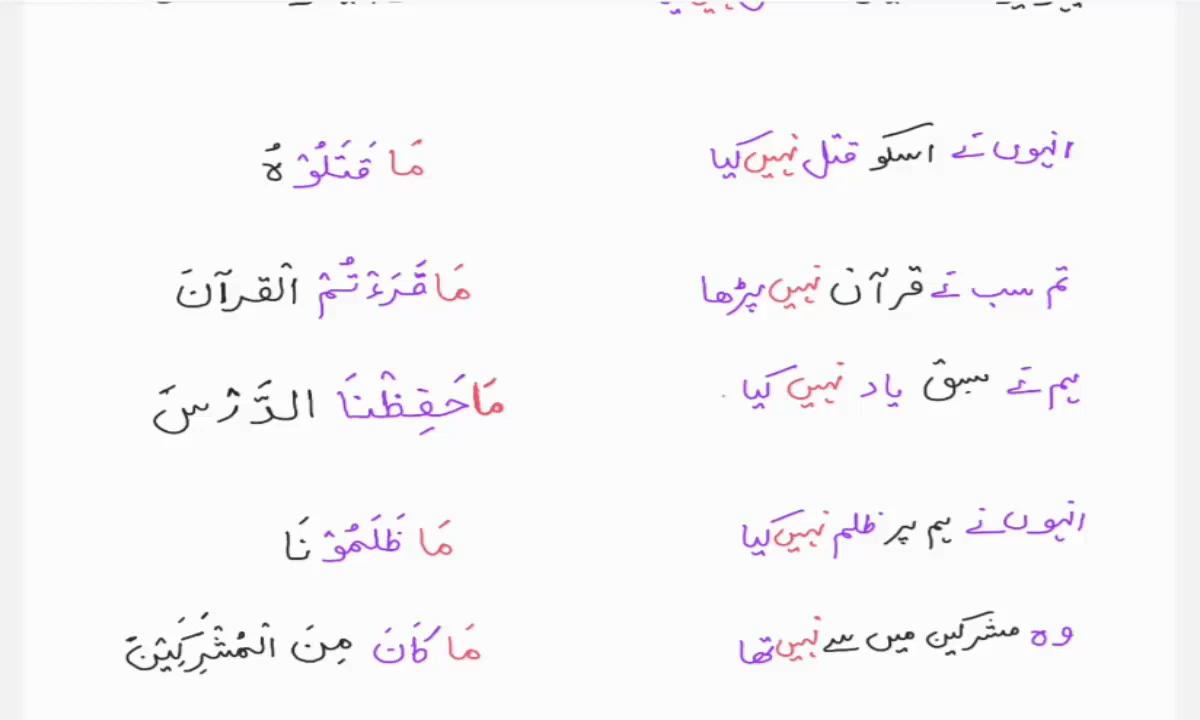 انہوں نے اسکو قتل نہیں کیا مَا قَتَلُوْهُ
تم سب نے قرآن نہیں پڑھا مَا قَرَءْتُمْ الْقرآنَ
ہم نے سبق یاد نہیں کیا مَا حَفِظْنَا الدَّرْسَ
انہوں نے ہم پر ظلم نہیں کیا مَا ظَلَمُوْنَا
وہ مشرکین میں سے نہیں تھا مَا كَانَ مِنَ الْمُشْرَكِيْنَ